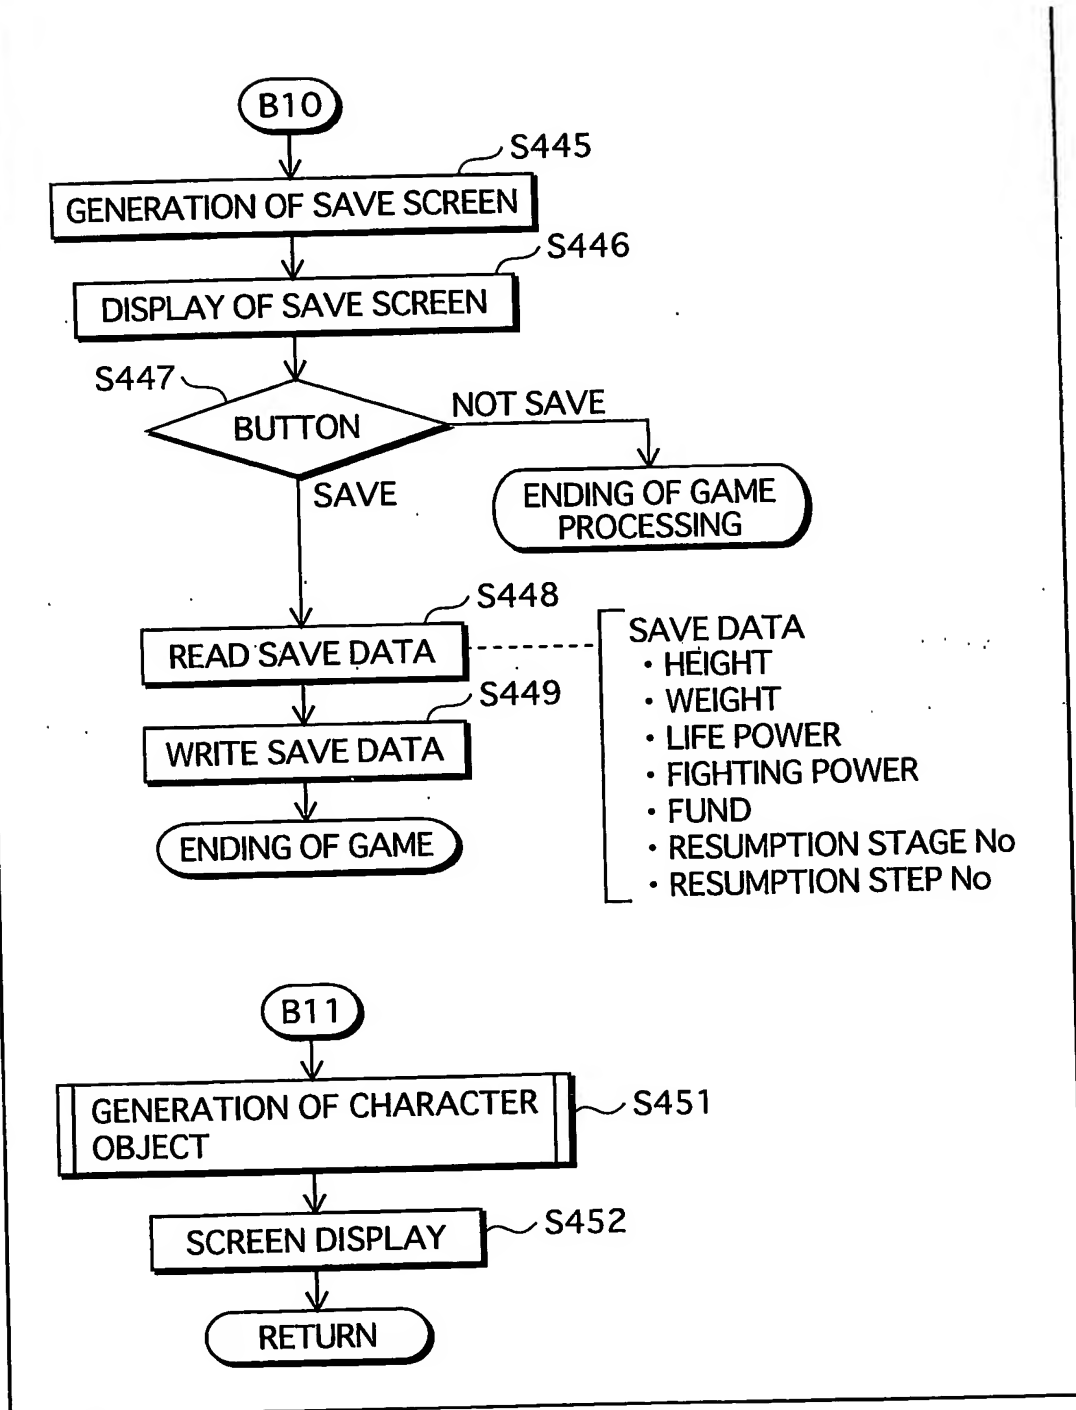 B10
S445
GENERATION OF SAVE SCREEN
S446
DISPLAY OF SAVE SCREEN
S447
BUTTON
NOT SAVE
ENDING OF GAME
PROCESSING
SAVE
S448
READ SAVE DATA
SAVE DATA
・HEIGHT
・WEIGHT
・LIFE POWER
・FIGHTING POWER
・FUND
・RESUMPTION STAGE No
・RESUMPTION STEP No
S449
WRITE SAVE DATA
ENDING OF GAME
B11
GENERATION OF CHARACTER
OBJECT
S451
SCREEN DISPLAY
S452
RETURN